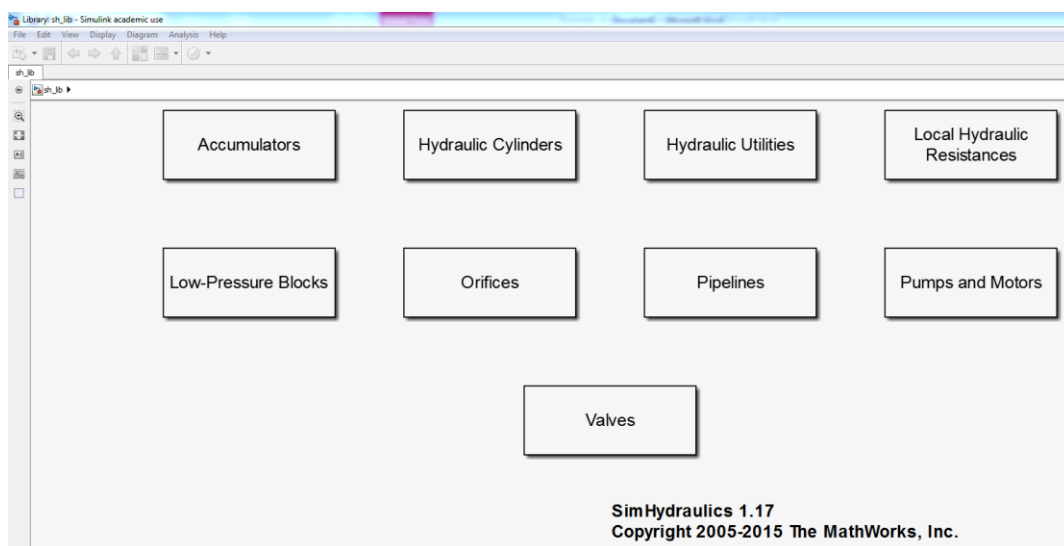 Library: sh_lib - Simulink academic use
File Edit View Display Diagram Analysis Help
sh_lib
sh_lib
Accumulators
Hydraulic Cylinders
Hydraulic Utilities
Local Hydraulic
Resistances
Low-Pressure Blocks
Orifices
Pipelines
Pumps and Motors
Valves
SimHydraulics 1.17
Copyright 2005-2015 The MathWorks, Inc.